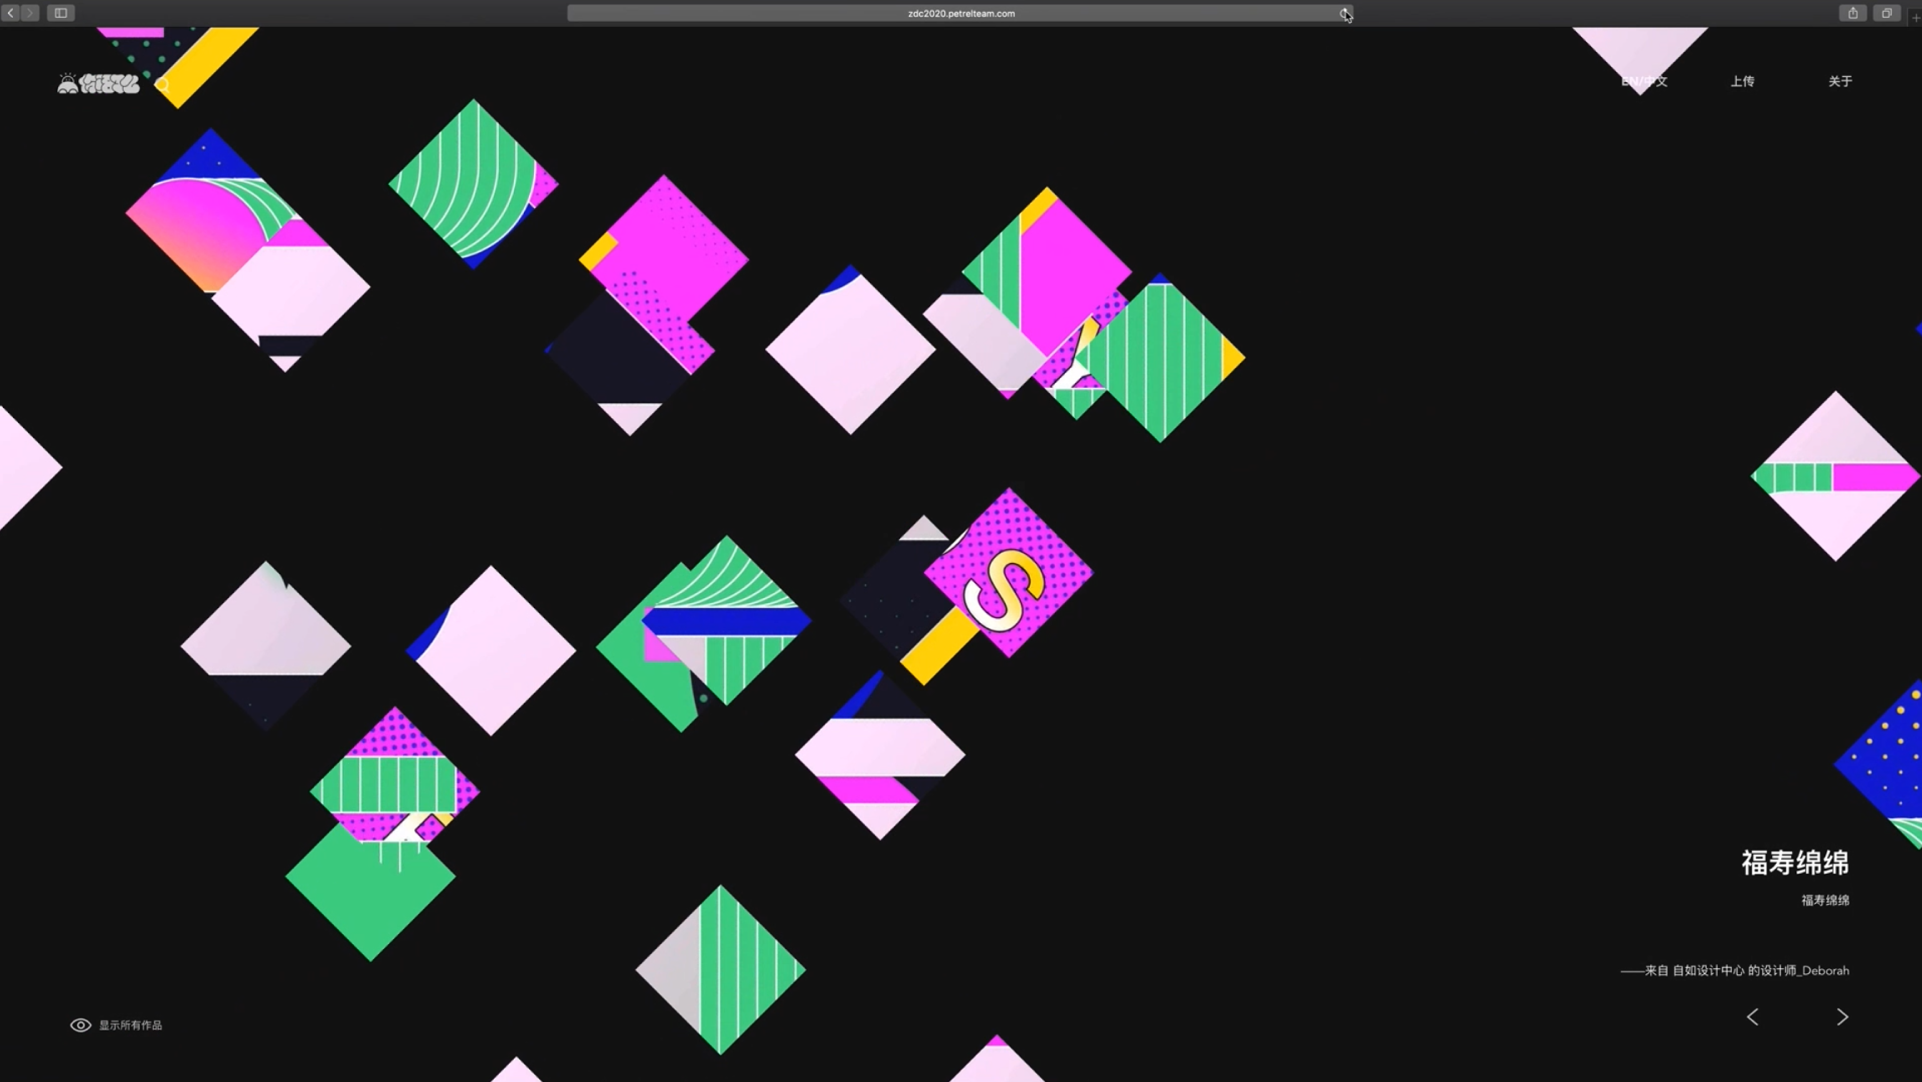 zdc2020.petrelteam.com
EN/中文
上传
关于
S
福寿绵绵
福寿绵绵
——来自 自如设计中心 的设计师_Deborah
显示所有作品